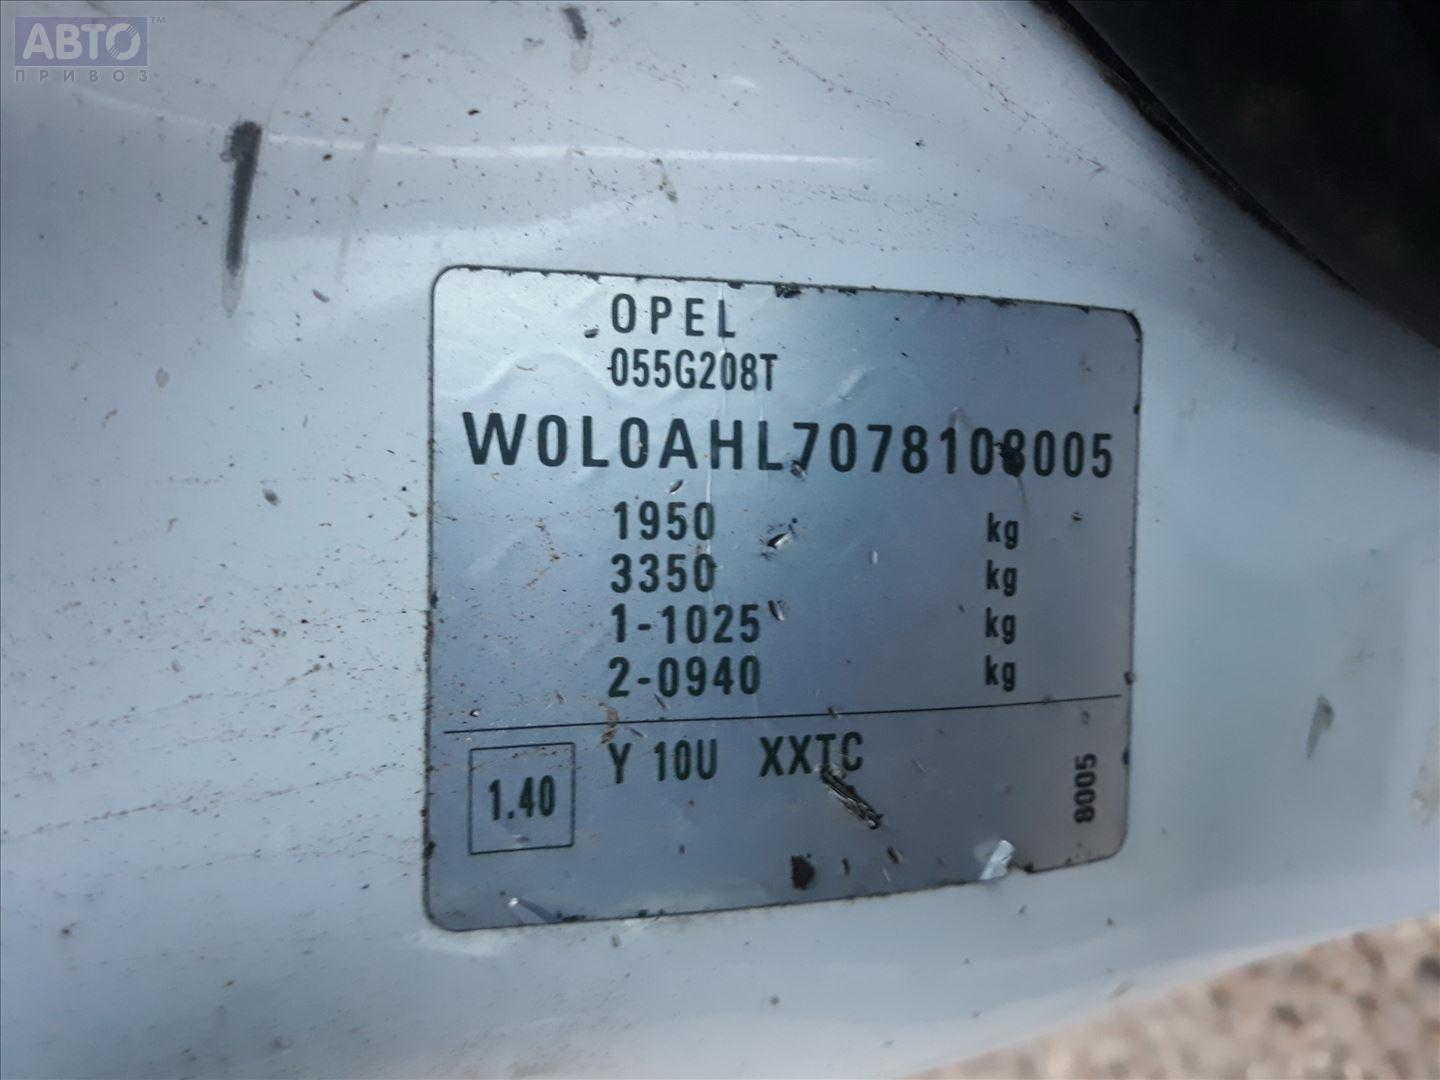 АВТО™
ПРИВОЗ
OPEL
055G208T
W0L0AHL7078108005
1950 kg
3350 kg
1-1025 kg
2-0940 kg
1.40 Y 10U XXTC 8005